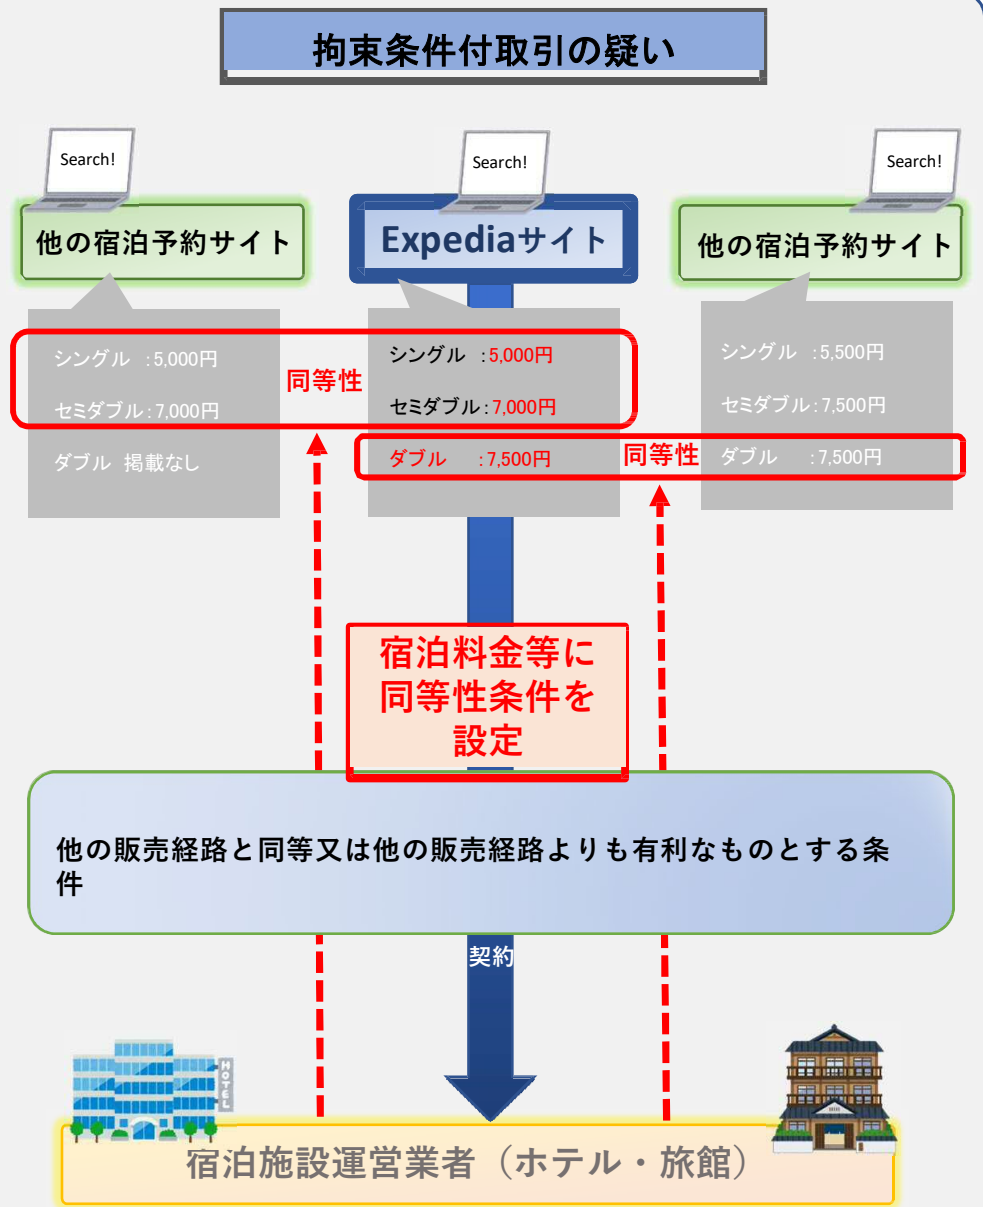 拘束条件付取引の疑い
Search!
Search!
Search!
他の宿泊予約サイト
Expediaサイト
他の宿泊予約サイト
シングル ：5,000円
セミダブル：7,000円
ダブル 掲載なし
同等性
シングル ：5,000円
セミダブル：7,000円
ダブル ：7,500円
同等性
シングル ：5,500円
セミダブル：7,500円
ダブル ：7,500円
宿泊料金等に
同等性条件を
設定
他の販売経路と同等又は他の販売経路よりも有利なものとする条
件
契約
HOTEL
宿泊施設運営業者（ホテル・旅館）